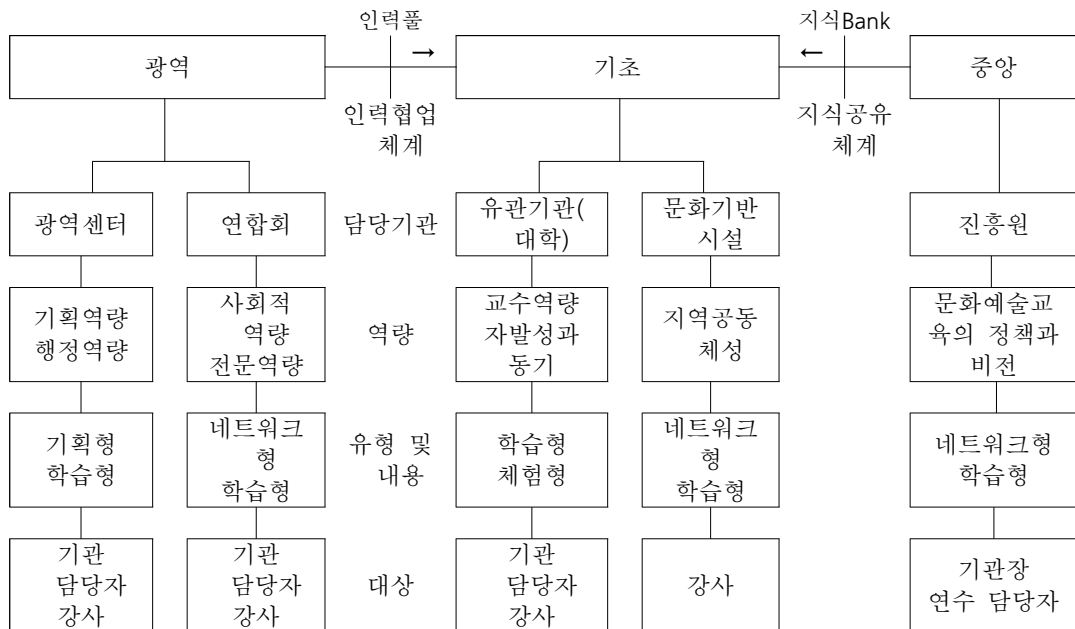 인력풀
→
지식Bank
←
광역
기초
중앙
인력협업
체계
지식공유
체계
광역센터
연합회
담당기관
유관기관(
대학)
문화기반
시설
진흥원
기획역량
행정역량
사회적
역량
전문역량
역량
교수역량
자발성과
동기
지역공동
체성
문화예술교
육의 정책과
비전
기획형
학습형
네트워크
형
학습형
유형 및
내용
학습형
체험형
네트워크
형
학습형
네트워크형
학습형
기관
담당자
강사
기관
담당자
강사
대상
기관
담당자
강사
강사
기관장
연수 담당자